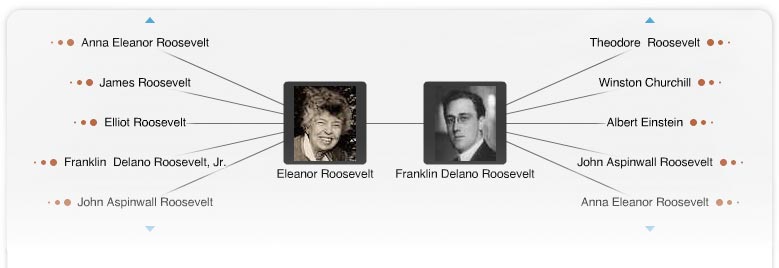 Anna Eleanor Roosevelt
James Roosevelt
Elliot Roosevelt
Franklin Delano Roosevelt, Jr.
John Aspinwall Roosevelt
Eleanor Roosevelt
Franklin Delano Roosevelt
Theodore Roosevelt
Winston Churchill
Albert Einstein
John Aspinwall Roosevelt
Anna Eleanor Roosevelt